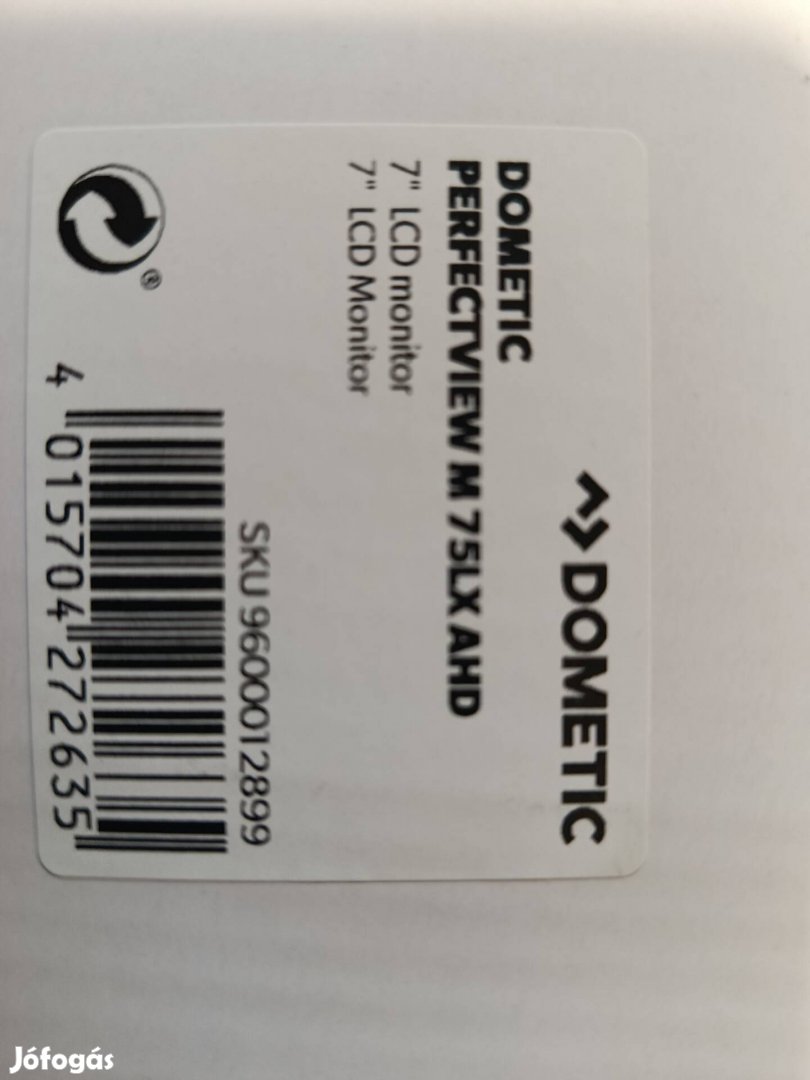 DOMETIC
DOMETIC
PERFECTVIEW M 75LX AHD
7" LCD monitor
7" LCD Monitor
SKU 9600012899
4 015704 272635
®
Jófogás